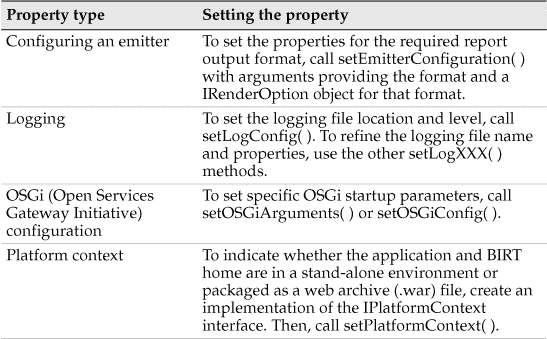 Property type Setting the property
Configuring an emitter To set the properties for the required report
output format, call setEmitterConfiguration( )
with arguments providing the format and a
IRenderOption object for that format.
Logging To set the logging file location and level, call
setLogConfig( ). To refine the logging file name
and properties, use the other setLogXXX( )
methods.
OSGi (Open Services To set specific OSGi startup parameters, call
Gateway Initiative) setOSGiArguments( ) or setOSGiConfig( ).
configuration
Platform context To indicate whether the application and BIRT
home are in a stand-alone environment or
packaged as a web archive (.war) file, create an
implementation of the IPlatformContext
interface. Then, call setPlatformContext( ).